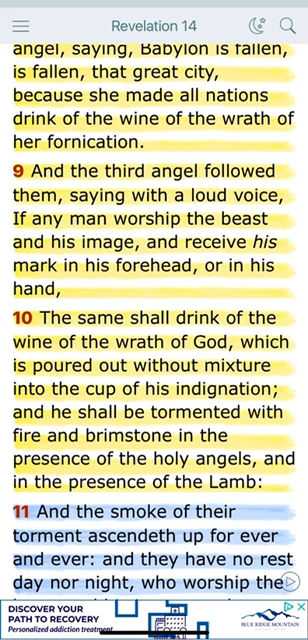 Revelation 14
angel, saying, Babylon is fallen,
is fallen, that great city,
because she made all nations
drink of the wine of the wrath of
her fornication.
9 And the third angel followed
them, saying with a loud voice,
If any man worship the beast
and his image, and receive his
mark in his forehead, or in his
hand,
10 The same shall drink of the
wine of the wrath of God, which
is poured out without mixture
into the cup of his indignation;
and he shall be tormented with
fire and brimstone in the
presence of the holy angels, and
in the presence of the Lamb:
11 And the smoke of their
torment ascendeth up for ever
and ever: and they have no rest
day nor night, who worship the
DISCOVER YOUR
PATH TO RECOVERY
Personalized addiction treatment
BLUE RIDGE MOUNTAIN